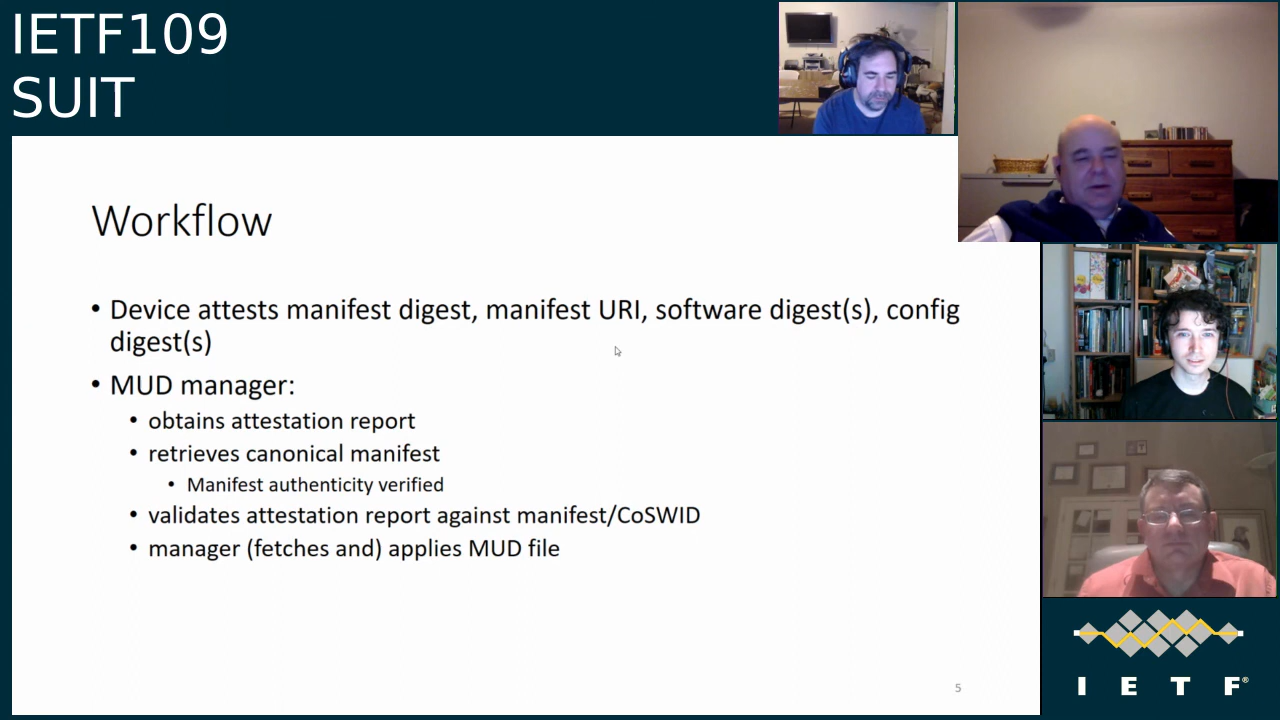 IETF109
SUIT
Workflow
• Device attests manifest digest, manifest URI, software digest(s), config
digest(s)
• MUD manager:
• obtains attestation report
• retrieves canonical manifest
• Manifest authenticity verified
• validates attestation report against manifest/CoSWID
• manager (fetches and) applies MUD file
5
I E T F®